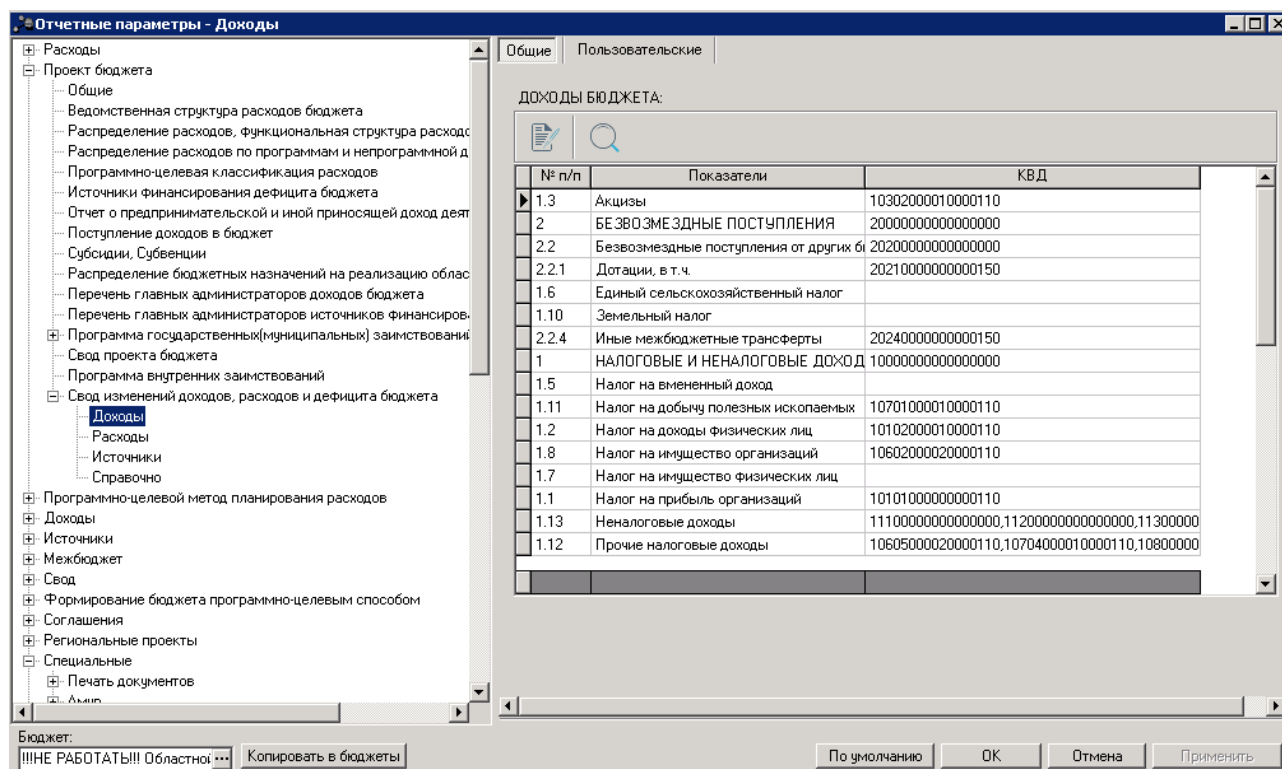 Отчетные параметры - Доходы
Расходы
Проект бюджета
Общие
Ведомственная структура расходов бюджета
Распределение расходов, функциональная структура расходо
Распределение расходов по программам и непрограммной д
Программно-целевая классификация расходов
Источники финансирования дефицита бюджета
Отчет о предпринимательской и иной приносящей доход деят
Поступление доходов в бюджет
Субсидии, Субвенции
Распределение бюджетных назначений на реализацию облас
Перечень главных администраторов доходов бюджета
Перечень главных администраторов источников финансиров
Программа государственных(муниципальных) заимствований
Свод проекта бюджета
Программа внутренних заимствований
Свод изменений доходов, расходов и дефицита бюджета
Доходы
Расходы
Источники
Справочно
Программно-целевой метод планирования расходов
Доходы
Источники
Межбюджет
Свод
Формирование бюджета программно-целевым способом
Соглашения
Региональные проекты
Специальные
Печать документов
Амур
Общие Пользовательские
ДОХОДЫ БЮДЖЕТА:
№ п/п Показатели КВД
1.3 Акцизы 10302000010000110
2 БЕЗВОЗМЕЗДНЫЕ ПОСТУПЛЕНИЯ 20000000000000000
2.2 Безвозмездные поступления от других б 20200000000000000
2.2.1 Дотации, в т.ч. 20210000000000150
1.6 Единый сельскохозяйственный налог
1.10 Земельный налог
2.2.4 Иные межбюджетные трансферты 20240000000000150
1 НАЛОГОВЫЕ И НЕНАЛОГОВЫЕ ДОХОД 10000000000000000
1.5 Налог на вмененный доход
1.11 Налог на добычу полезных ископаемых 10701000010000110
1.2 Налог на доходы физических лиц 10102000010000110
1.8 Налог на имущество организаций 10602000020000110
1.7 Налог на имущество физических лиц
1.1 Налог на прибыль организаций 10101000000000110
1.13 Неналоговые доходы 11100000000000000,11200000000000000,11300000
1.12 Прочие налоговые доходы 10605000020000110,10704000010000110,10800000
Бюджет:
!!!НЕ РАБОТАТЬ!!! Областной ... Копировать в бюджеты По умолчанию OK Отмена Применить